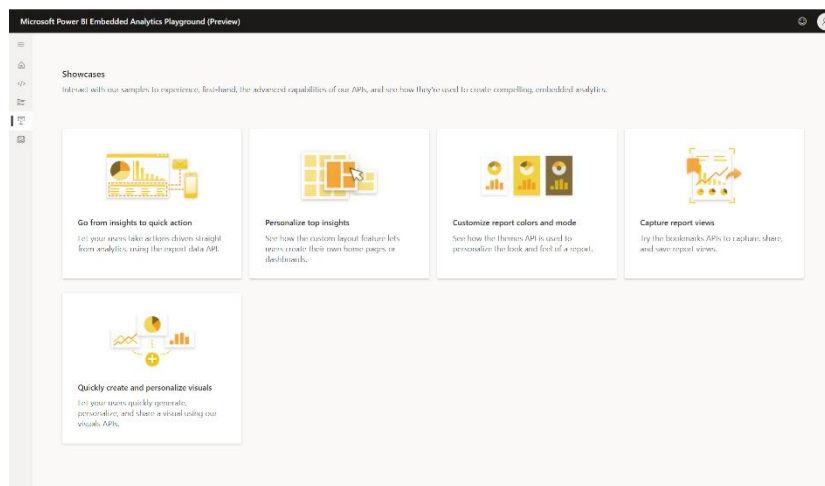 Microsoft Power BI Embedded Analytics Playground (Preview)
Showcases
Interact with our samples to experience, first-hand, the advanced capabilities of our APIs, and see how they're used to create compelling, embedded analytics.
Go from insights to quick action
Let your users take actions driven straight
from analytics, using the export data API.
Personalize top insights
See how the custom layout feature lets
users create their own home pages or
dashboards.
Customize report colors and mode
See how the themes API is used to
personalize the look and feel of a report.
Capture report views
Try the bookmarks APIs to capture, share,
and save report views.
Quickly create and personalize visuals
Let your users quickly generate,
personalize, and share a visual using our
visuals APIs.